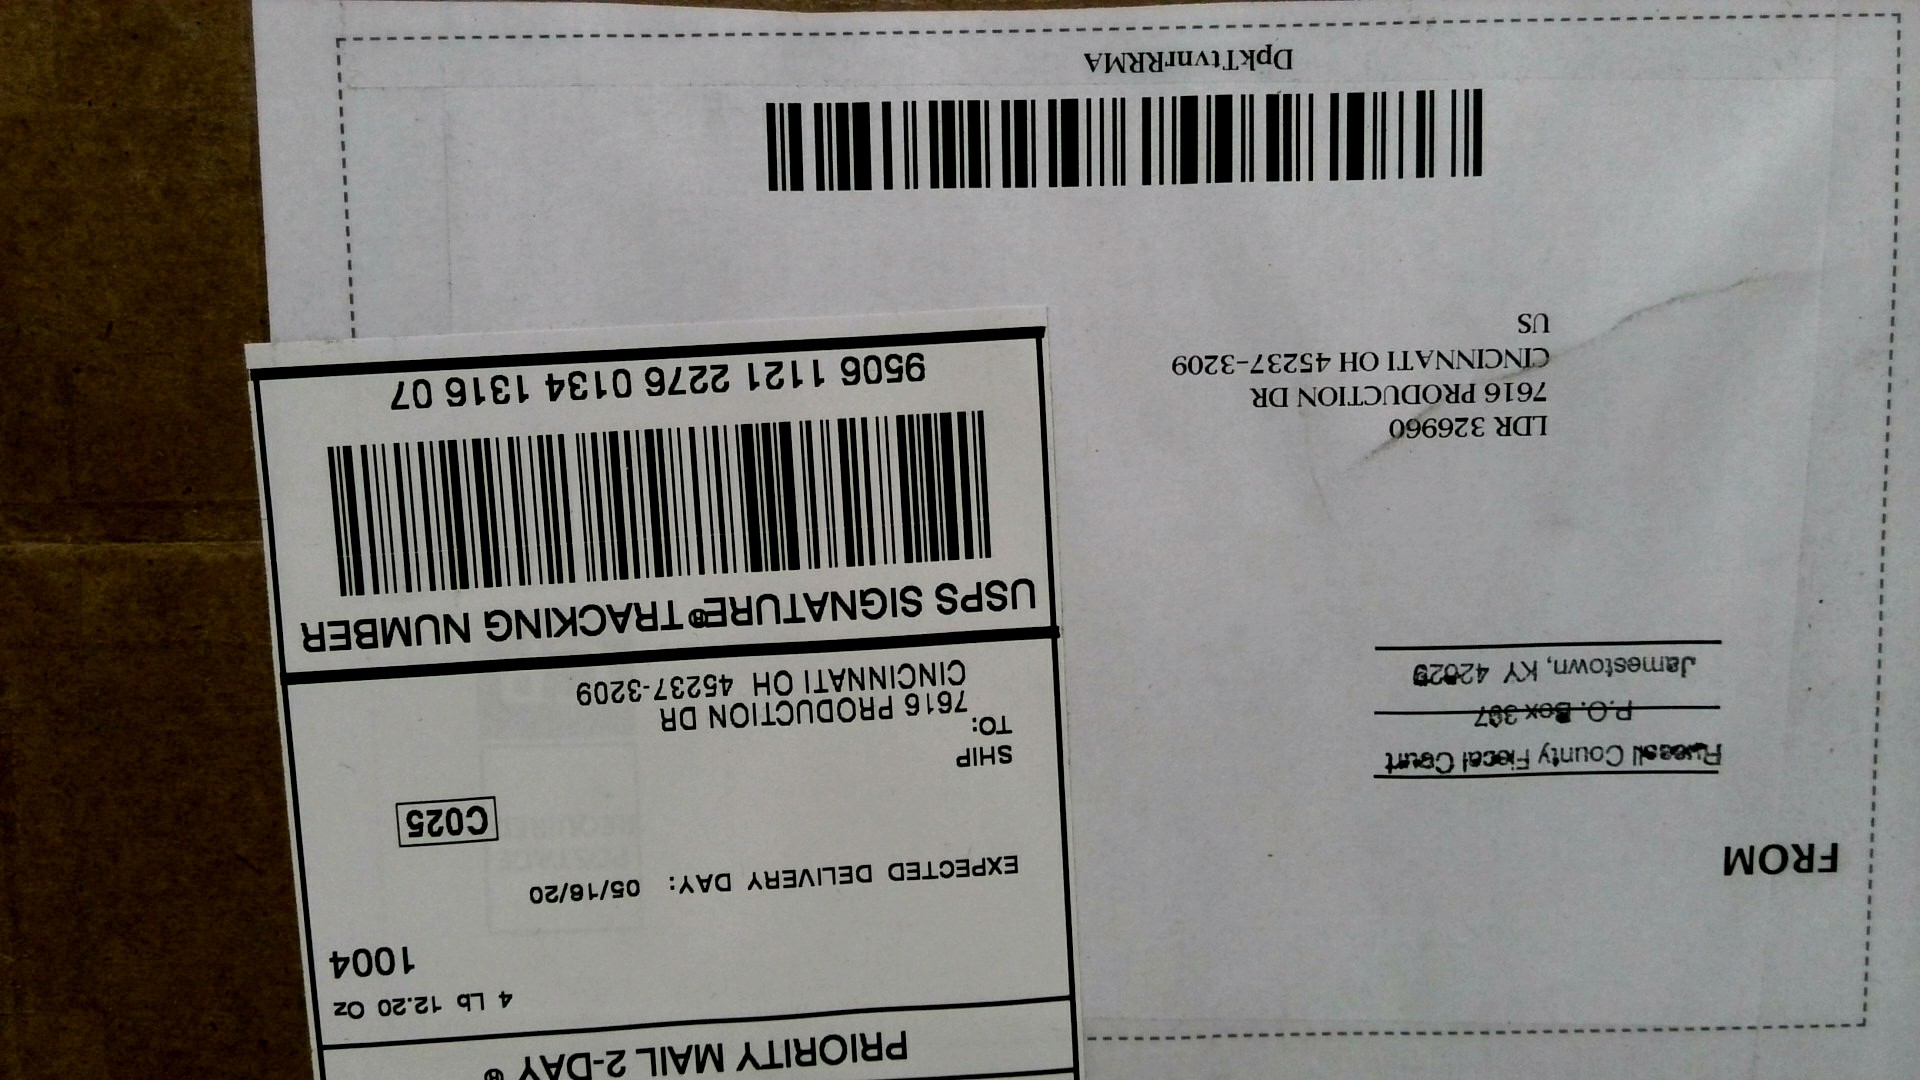 PRIORITY MAIL 2-DAY ®
4 Lb 12.20 Oz
1004
EXPECTED DELIVERY DAY: 05/18/20
C025
SHIP
TO:
7616 PRODUCTION DR
CINCINNATI OH 45237-3209
USPS SIGNATURE® TRACKING NUMBER
9506 1121 2276 0134 1316 07
FROM
Russell County Fiscal Court
P.O. Box 397
Jamestown, KY 42629
LDR 326960
7616 PRODUCTION DR
CINCINNATI OH 45237-3209
US
DpkTtvnrRRMA